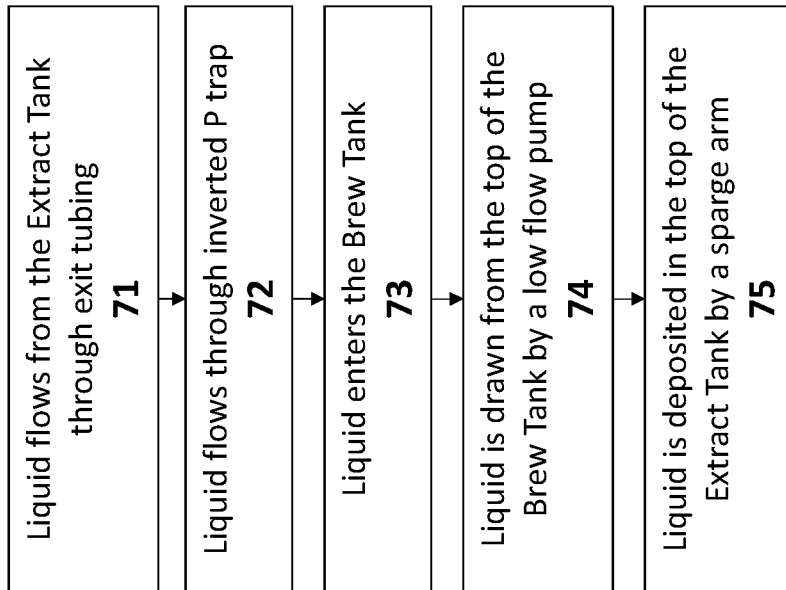 Liquid flows from the Extract Tank
through exit tubing
71
Liquid flows through inverted P trap
72
Liquid enters the Brew Tank
73
Liquid is drawn from the top of the
Brew Tank by a low flow pump
74
Liquid is deposited in the top of the
Extract Tank by a sparge arm
75